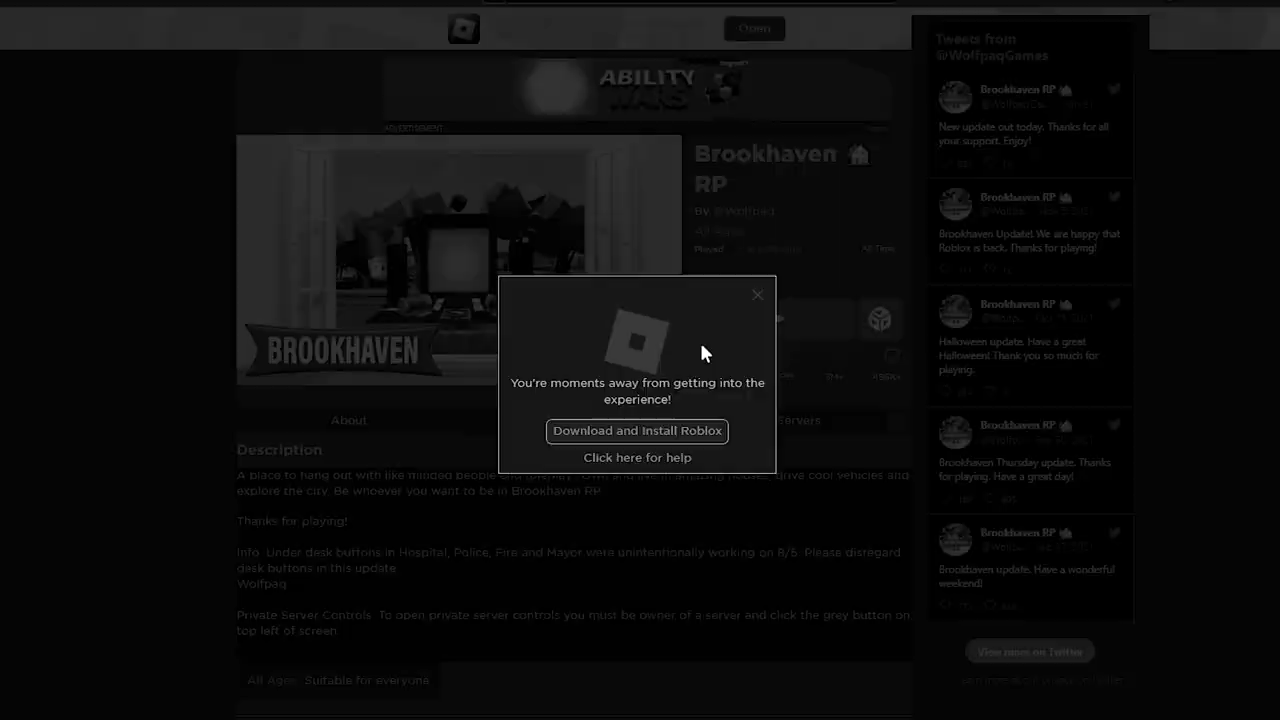 Open
ABILITY
WARS
ADVERTISEMENT
Brookhaven
RP
By @Wolfpaq
All Ages
Played
All Time
BROOKHAVEN
You're moments away from getting into the
experience!
Download and Install Roblox
Click here for help
About
Servers
Description
A place to hang out with like minded people and roleplay. Own and live in amazing houses, drive cool vehicles and
explore the city. Be whoever you want to be in Brookhaven RP.
Thanks for playing!
Info: Under desk buttons in Hospital, Police, Fire and Mayor were unintentionally working on 8/5. Please disregard
desk buttons in this update.
Wolfpaq
Private Server Controls: To open private server controls you must be owner of a server and click the grey button on
top left of screen.
All Ages: Suitable for everyone
Tweets from
@WolfpaqGames
Brookhaven RP
New update out today. Thanks for all
your support. Enjoy!
Brookhaven RP
Brookhaven Update! We are happy that
Roblox is back. Thanks for playing!
Brookhaven RP
Halloween update. Have a great
Halloween! Thank you so much for
playing.
Brookhaven RP
Brookhaven Thursday update. Thanks
for playing. Have a great day!
Brookhaven RP
Brookhaven update. Have a wonderful
weekend!
View more on Twitter